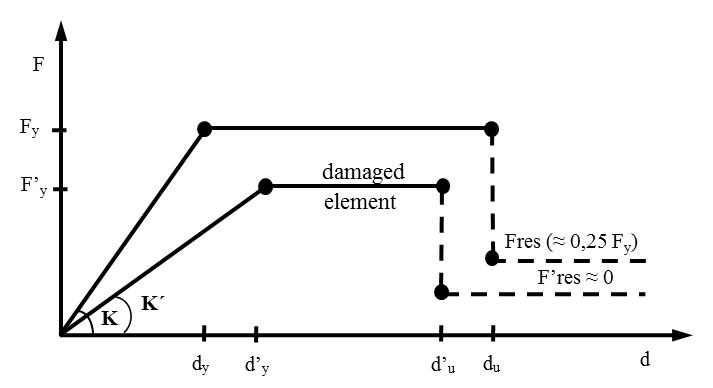 F
Fy
F'y
damaged
element
Fres (≈ 0,25 Fy)
F'res ≈ 0
K
K´
dy
d'y
d'u
du
d